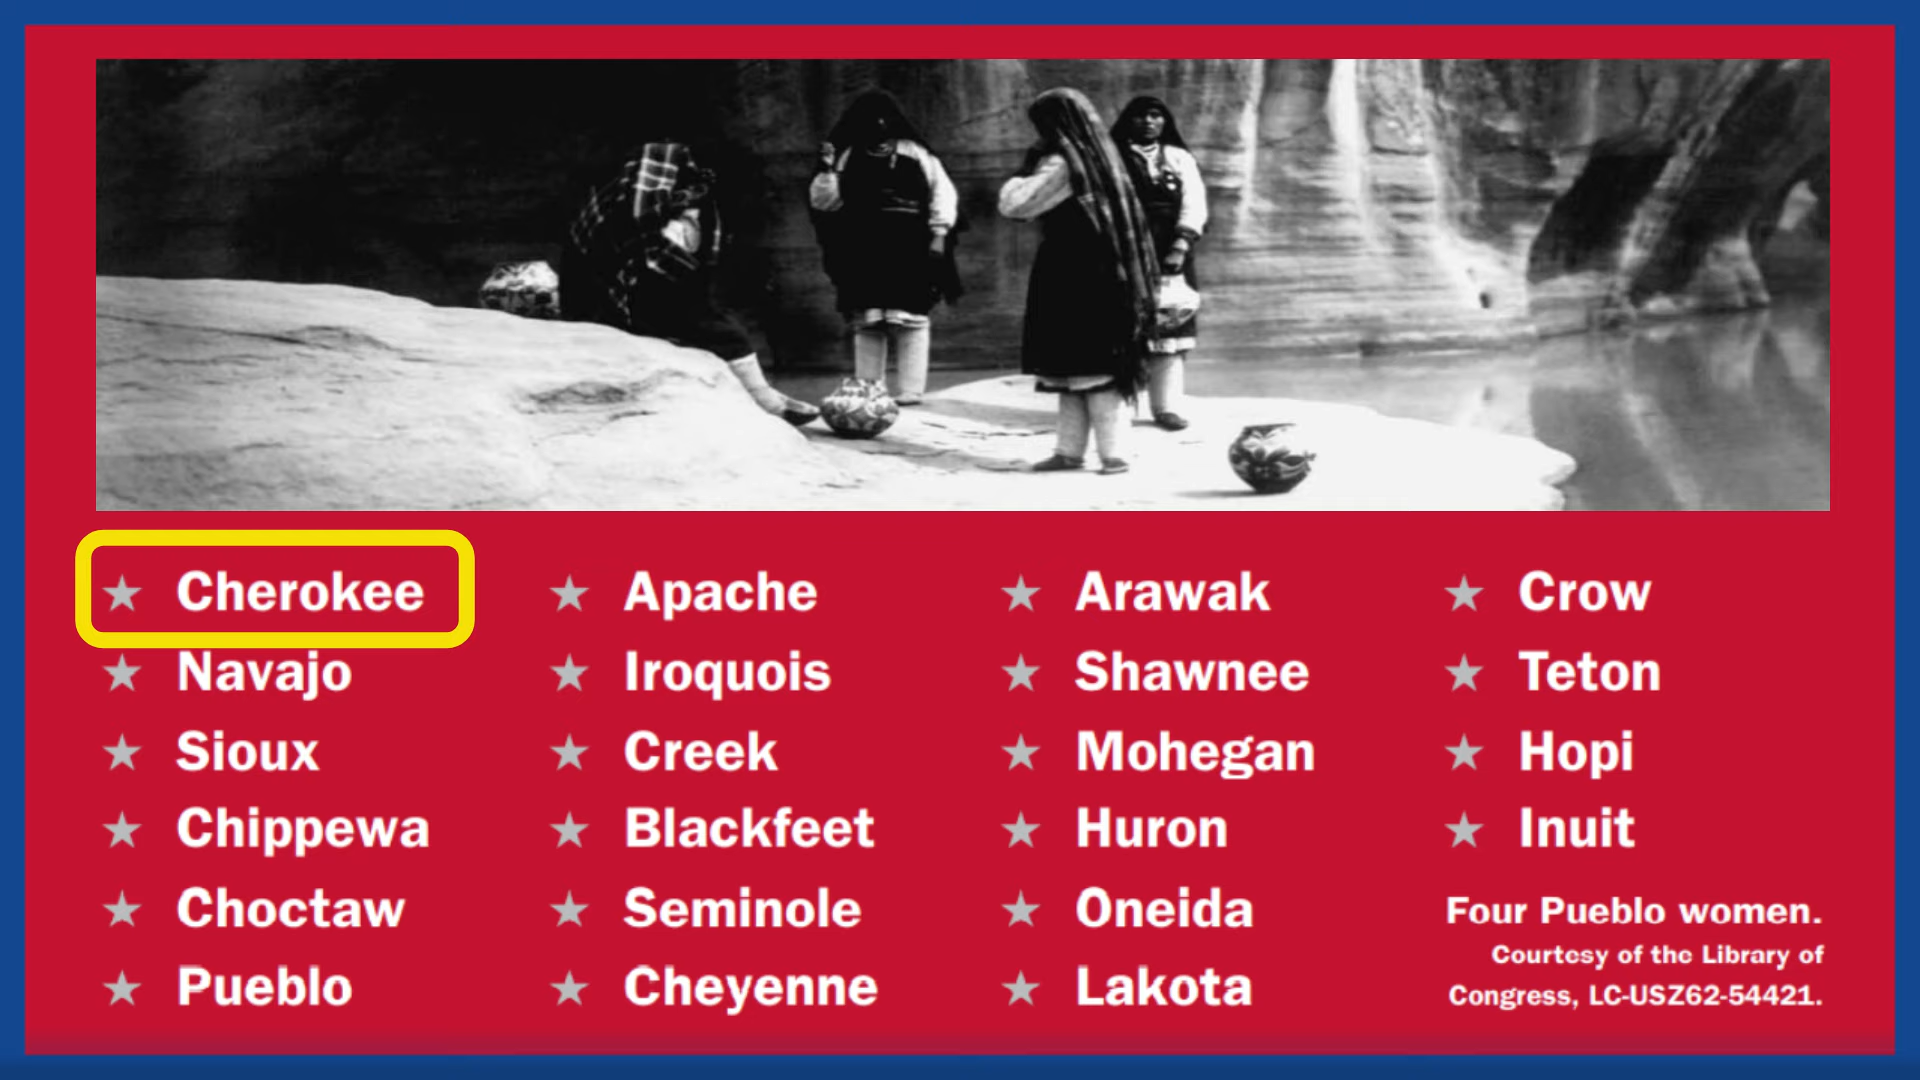 Cherokee
Navajo
Sioux
Chippewa
Choctaw
Pueblo
Apache
Iroquois
Creek
Blackfeet
Seminole
Cheyenne
Arawak
Shawnee
Mohegan
Huron
Oneida
Lakota
Crow
Teton
Hopi
Inuit
Four Pueblo women.
Courtesy of the Library of
Congress, LC-USZ62-54421.